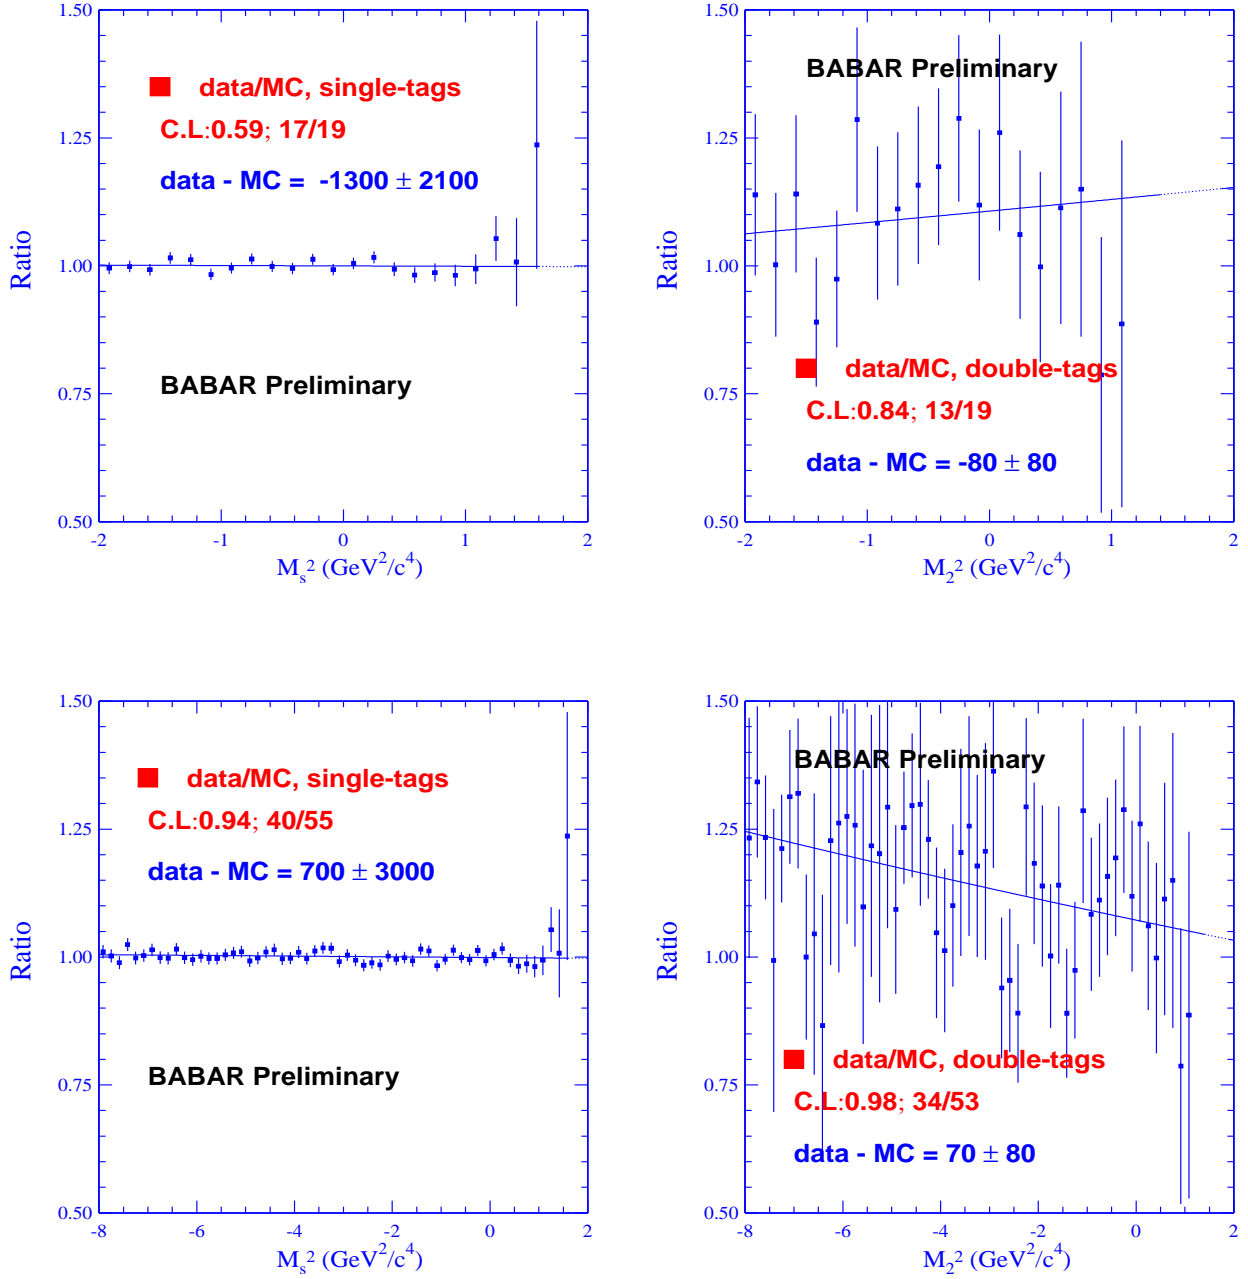 1.50
1.25
1.00
0.75
0.50
Ratio
data/MC, single-tags
C.L:0.59; 17/19
data - MC = -1300 ± 2100
BABAR Preliminary
-2 -1 0 1 2
M_s² (GeV²/c⁴)
1.50
1.25
1.00
0.75
0.50
Ratio
BABAR Preliminary
data/MC, double-tags
C.L:0.84; 13/19
data - MC = -80 ± 80
-2 -1 0 1 2
M₂² (GeV²/c⁴)
1.50
1.25
1.00
0.75
0.50
Ratio
data/MC, single-tags
C.L:0.94; 40/55
data - MC = 700 ± 3000
BABAR Preliminary
-8 -6 -4 -2 0 2
M_s² (GeV²/c⁴)
1.50
1.25
1.00
0.75
0.50
Ratio
BABAR Preliminary
data/MC, double-tags
C.L:0.98; 34/53
data - MC = 70 ± 80
-8 -6 -4 -2 0 2
M₂² (GeV²/c⁴)